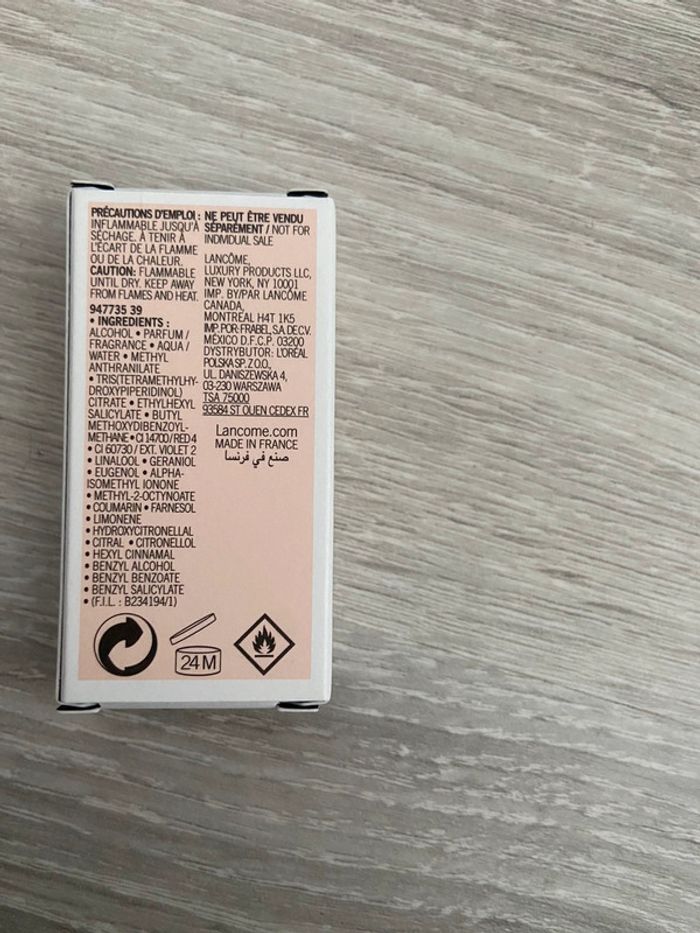 PRÉCAUTIONS D'EMPLOI :
INFLAMMABLE JUSQU'À
SÉCHAGE. À TENIR À
L'ÉCART DE LA FLAMME
OU DE LA CHALEUR.
CAUTION: FLAMMABLE
UNTIL DRY. KEEP AWAY
FROM FLAMES AND HEAT.
947735 39
• INGREDIENTS :
ALCOHOL • PARFUM /
FRAGRANCE • AQUA /
WATER • METHYL
ANTHRANILATE
• TRIS(TETRAMETHYLHY-
DROXYPIPERIDINOL)
CITRATE • ETHYLHEXYL
SALICYLATE • BUTYL
METHOXYDIBENZOYL-
METHANE • CI 14700 / RED 4
• CI 60730 / EXT. VIOLET 2
• LINALOOL • GERANIOL
• EUGENOL • ALPHA-
ISOMETHYL IONONE
• METHYL-2-OCTYNOATE
• COUMARIN • FARNESOL
• LIMONENE
• HYDROXYCITRONELLAL
• CITRAL • CITRONELLOL
• HEXYL CINNAMAL
• BENZYL ALCOHOL
• BENZYL BENZOATE
• BENZYL SALICYLATE
• (F.I.L. : B234194/1)
NE PEUT ÊTRE VENDU
SÉPARÉMENT / NOT FOR
INDIVIDUAL SALE
LANCÔME,
LUXURY PRODUCTS LLC,
NEW YORK, NY 10001
IMP. BY/PAR LANCÔME
CANADA,
MONTRÉAL H4T 1K5
IMP. POR: FRABEL, S.A. DE C.V.
MÉXICO D.F. C.P. 03200
DYSTRYBUTOR: L'ORÉAL
POLSKA SP. Z O.O.,
UL. DANISZEWSKA 4,
03-230 WARSZAWA
TSA 75000
93584 ST OUEN CEDEX FR
Lancome.com
MADE IN FRANCE
صنع في فرنسا
24 M